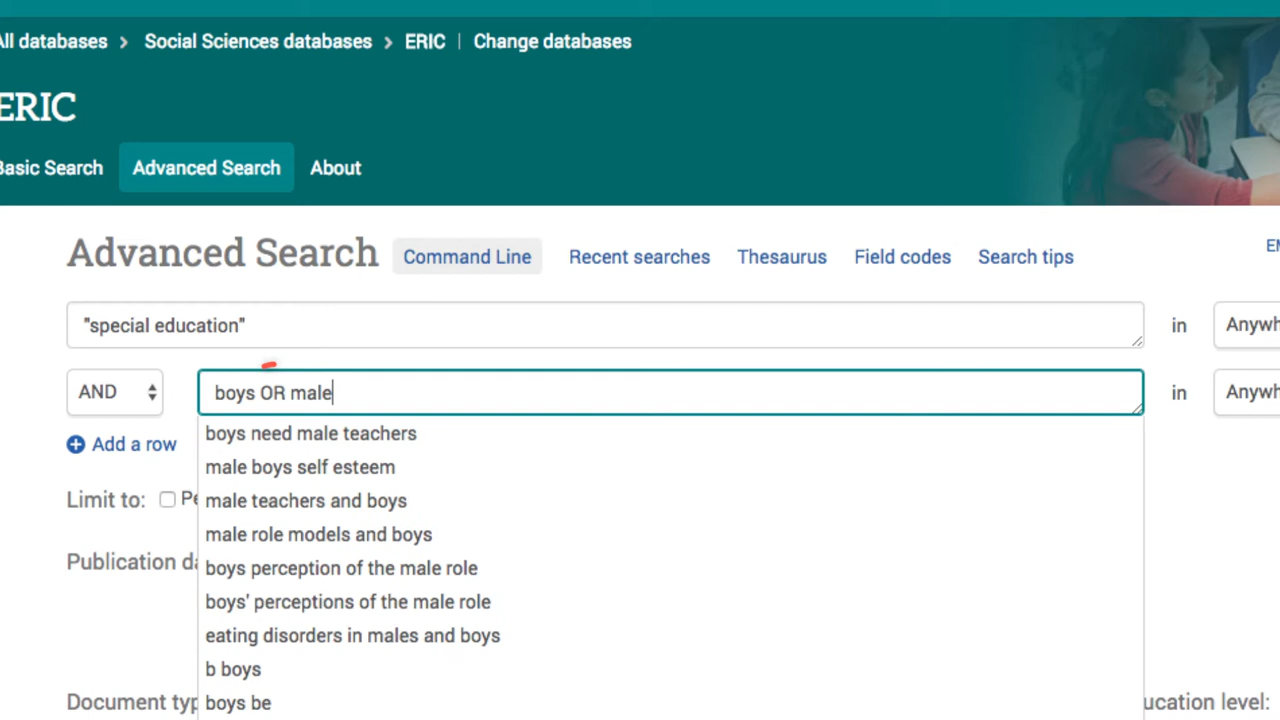 All databases > Social Sciences databases > ERIC | Change databases
ERIC
Basic Search Advanced Search About
Advanced Search Command Line Recent searches Thesaurus Field codes Search tips
"special education" in
AND boys OR male in
Add a row
boys need male teachers
male boys self esteem
Limit to:
male teachers and boys
male role models and boys
Publication
boys perception of the male role
boys' perceptions of the male role
eating disorders in males and boys
b boys
Document
boys be
level: